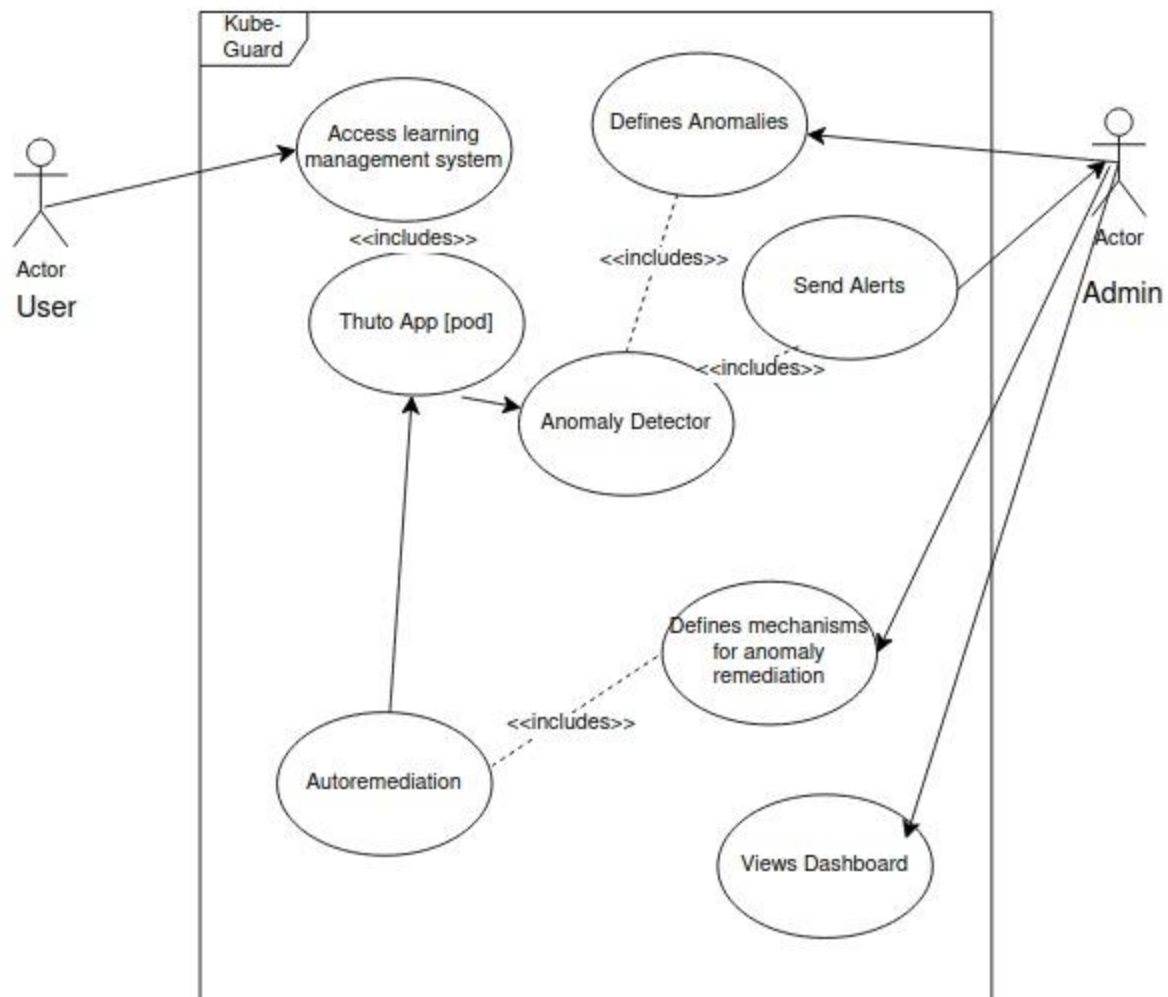 Kube-
Guard
Access learning
management system
Defines Anomalies
<<includes>>
Actor
User
Actor
Admin
<<includes>>
Send Alerts
Thuto App [pod]
<<includes>>
Anomaly Detector
Defines mechanisms
for anomaly
remediation
<<includes>>
Autoremediation
Views Dashboard